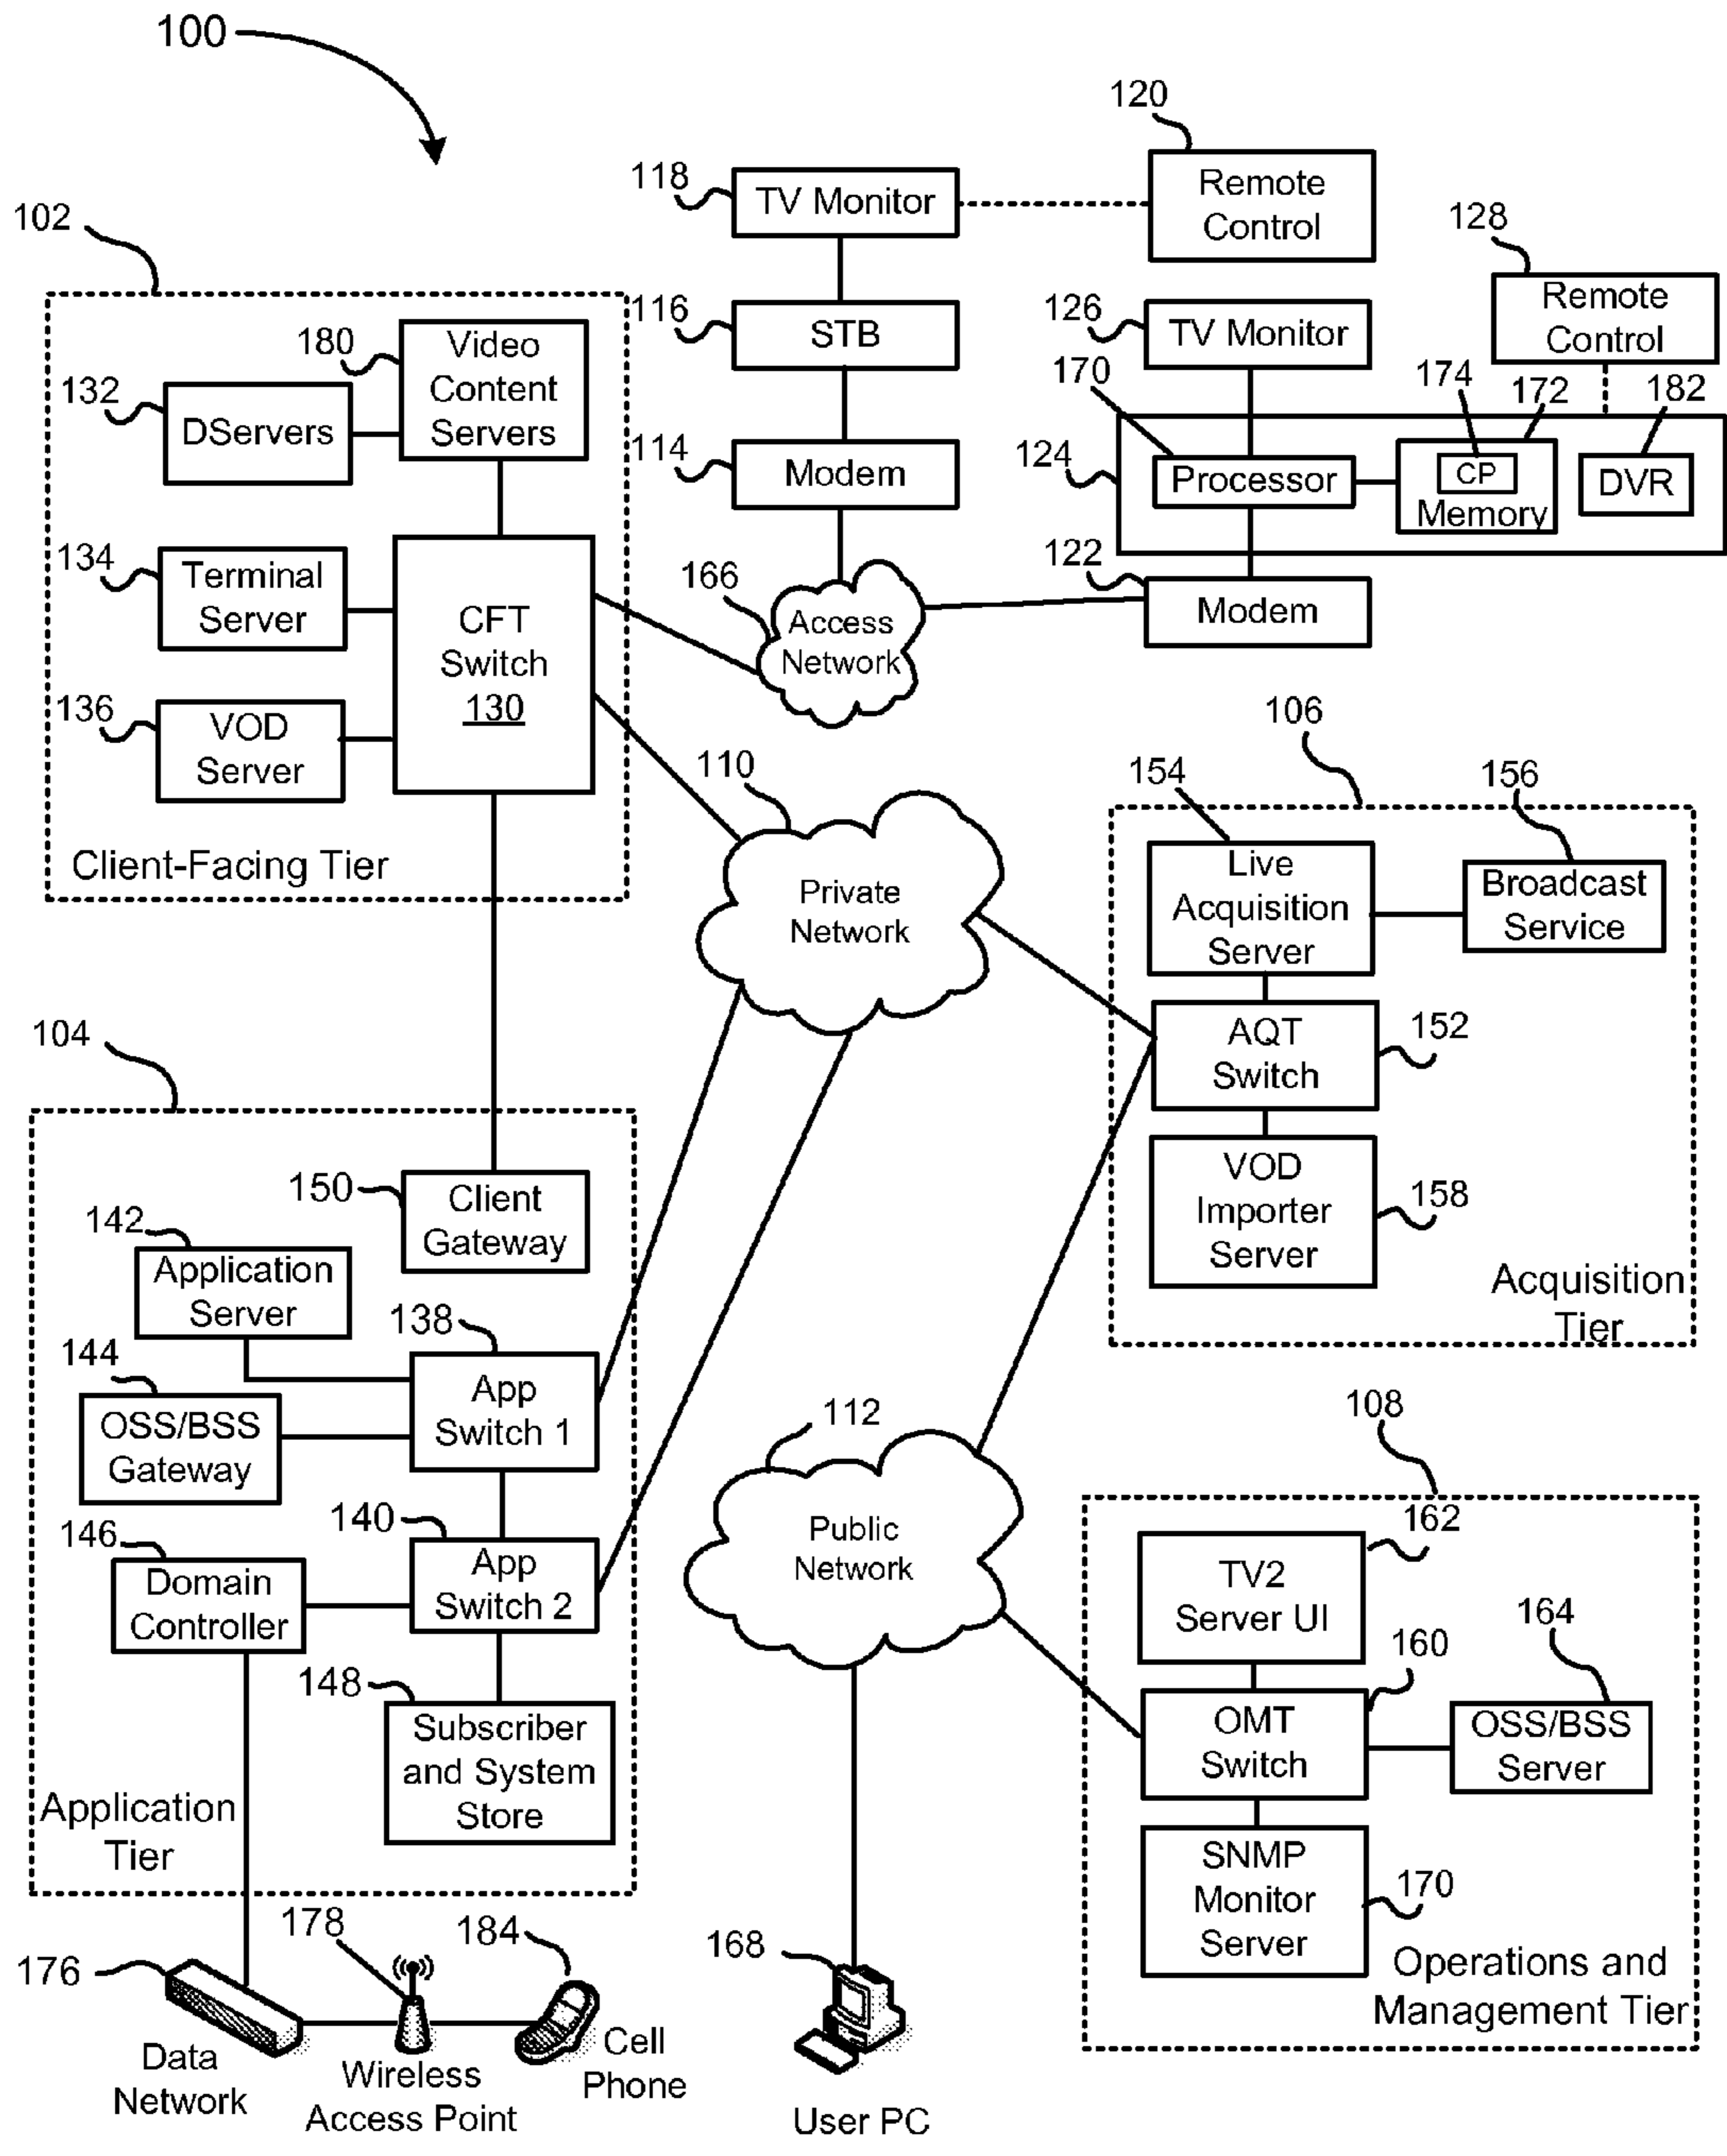 100
120
118
TV Monitor
Remote
Control
128
Remote
Control
102
116
STB
126
TV Monitor
170
174
172
182
180
Video
Content
Servers
132
DServers
114
Modem
124
Processor
CP
Memory
DVR
134
Terminal
Server
CFT
Switch
130
166
Access
Network
122
Modem
136
VOD
Server
Client-Facing Tier
110
Private
Network
106
154
156
Live
Acquisition
Server
Broadcast
Service
AQT
Switch
152
VOD
Importer
Server
158
Acquisition
Tier
104
150
Client
Gateway
142
Application
Server
138
App
Switch 1
144
OSS/BSS
Gateway
140
App
Switch 2
146
Domain
Controller
148
Subscriber
and System
Store
Application
Tier
112
Public
Network
108
162
TV2
Server UI
160
OMT
Switch
164
OSS/BSS
Server
SNMP
Monitor
Server
170
Operations and
Management Tier
176
Data
Network
178
Wireless
Access Point
184
Cell
Phone
168
User PC